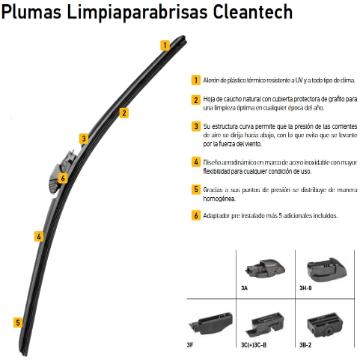 Plumas Limpiaparabrisas Cleantech
1
2
3
6
4
5
1 Alerón de plástico térmico resistente a UV y a todo tipo de clima.
2 Hoja de caucho natural con cubierta protectora de grafito para
una limpieza óptima en cualquier época del año.
3 Su estructura curva permite que la presión de las corrientes
de aire se dirija hacia abajo, con lo que evita que se levante
por la fuerza del viento.
4 Diseño aerodinámico en marco de acero inoxidable con mayor
flexibilidad para cualquier condición de uso.
5 Gracias a sus puntos de presión se distribuye de manera
homogénea.
6 Adaptador pre instalado más 5 adicionales incluidos.
3A
3H-8
3F
3C(+)3C-B
3B-2